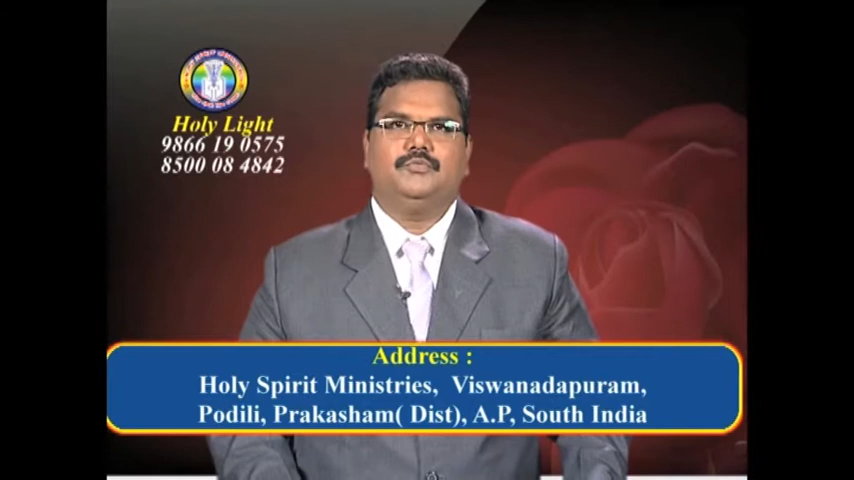 Holy Light
9866 19 0575
8500 08 4842
Address :
Holy Spirit Ministries, Viswanadapuram,
Podili, Prakasham( Dist), A.P, South India